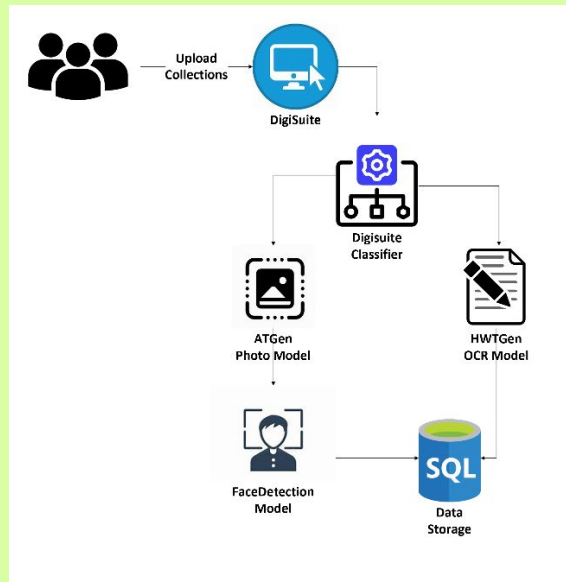 Upload
Collections
DigiSuite
Digisuite
Classifier
ATGen
Photo Model
HWTGen
OCR Model
SQL
FaceDetection
Model
Data
Storage